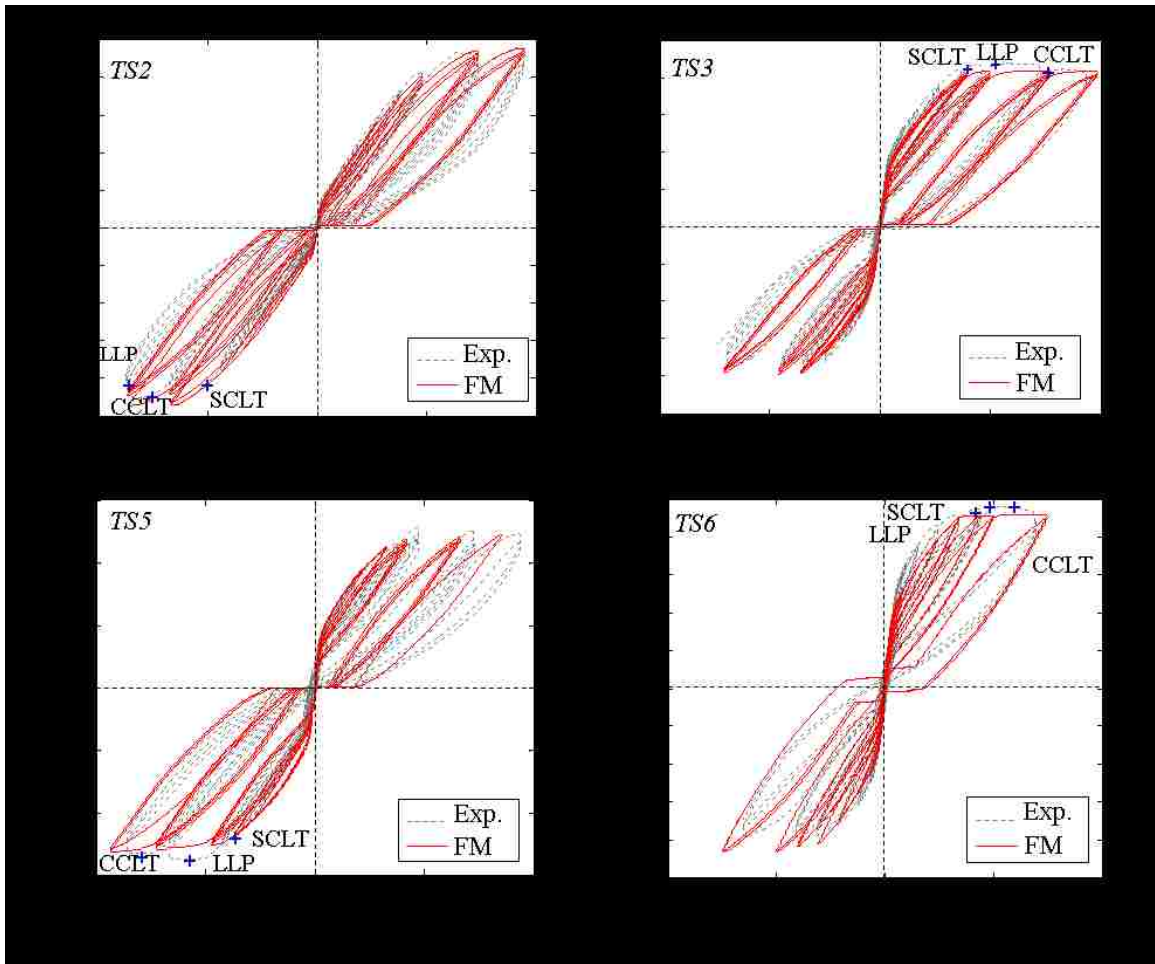 TS2
LLP
CCLT
SCLT
Exp.
FM
TS3
SCLT
LLP
CCLT
Exp.
FM
TS5
CCLT
LLP
SCLT
Exp.
FM
TS6
SCLT
LLP
CCLT
Exp.
FM